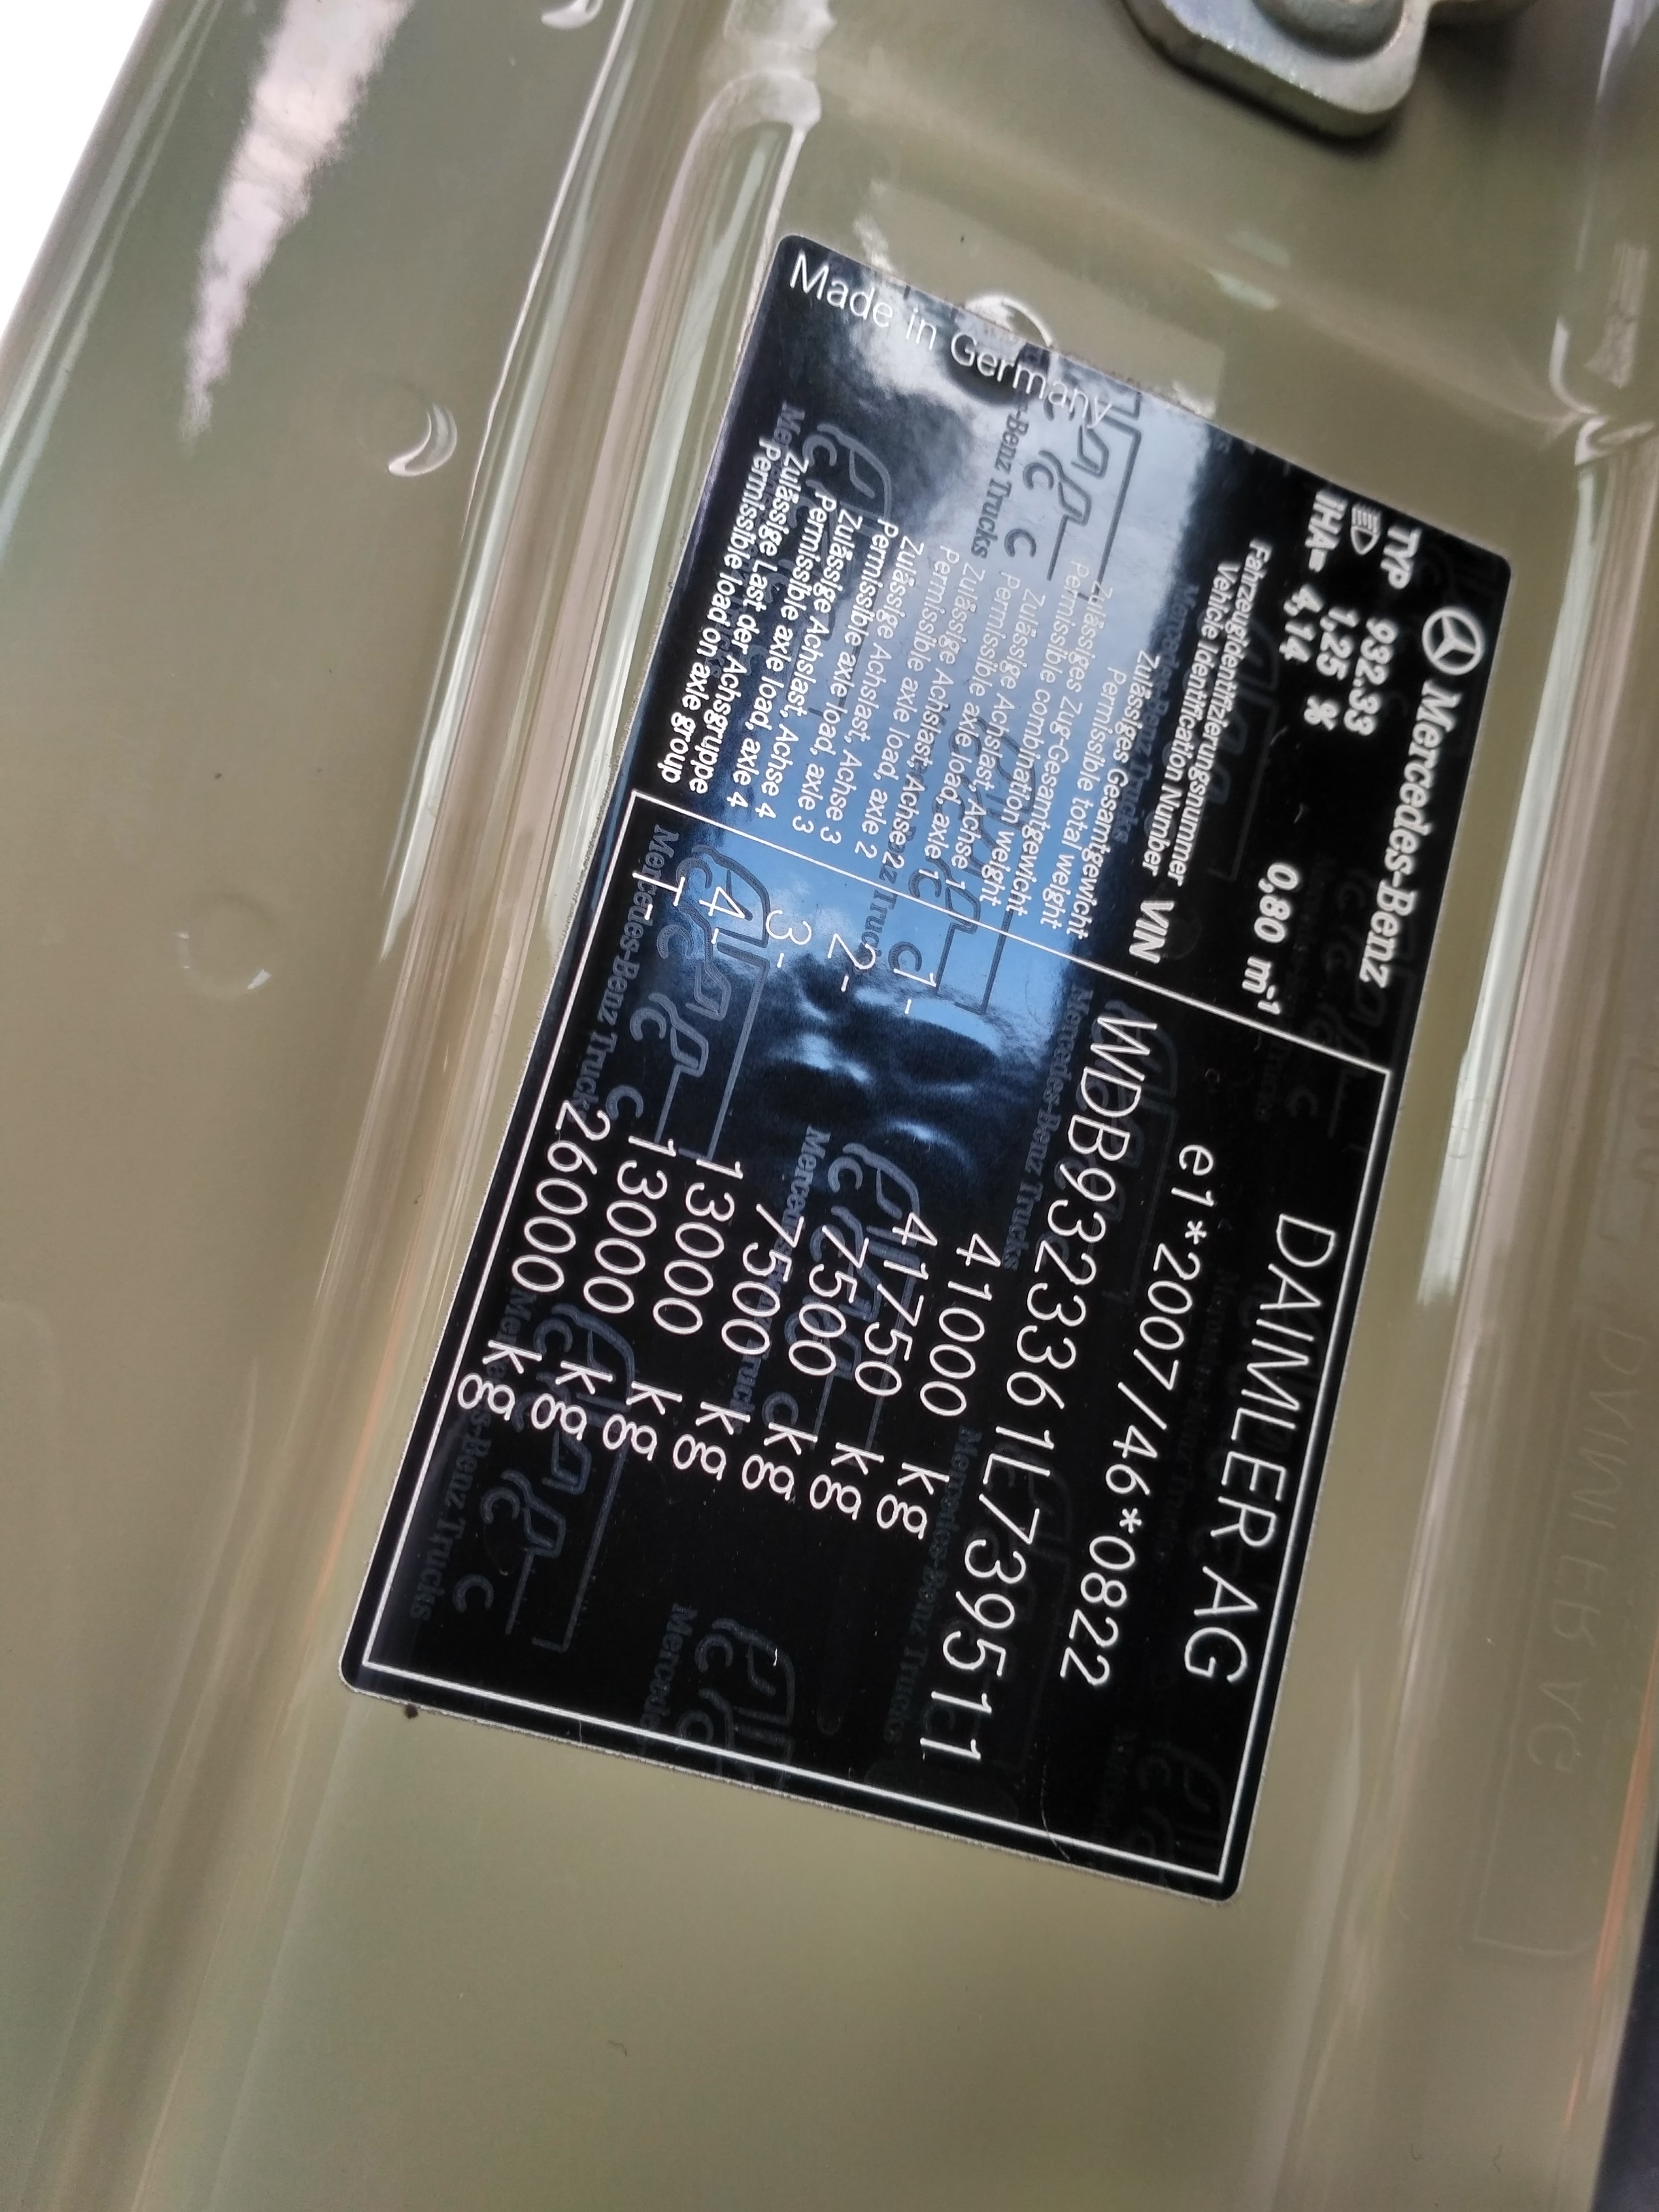 Mercedes-Benz
TYP 932.33
1,25 %
IHA= 4,14 0,80 m-1
Fahrzeugidentifizierungsnummer
Vehicle Identification Number VIN
Zulässiges Gesamtgewicht
Permissible total weight
Zulässiges Zug-Gesamtgewicht
Permissible combination weight
Zulässige Achslast, Achse 1
Permissible axle load, axle 1
Zulässige Achslast, Achse 2
Permissible axle load, axle 2
Zulässige Achslast, Achse 3
Permissible axle load, axle 3
Zulässige Achslast, Achse 4
Permissible axle load, axle 4
Zulässige Last der Achsgruppe
Permissible load on axle group
Made in Germany
DAIMLER AG
e1*2007/46*0822
WDB9323361L739511
41000 kg
41750 kg
1- 7500 kg
2- 7500 kg
3- 13000 kg
4- 13000 kg
T- 26000 kg